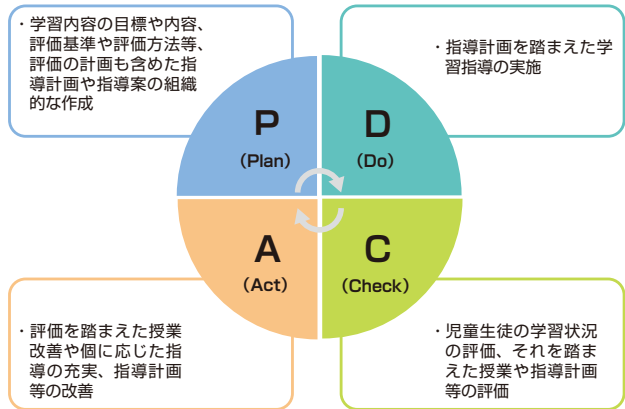 ・学習内容の目標や内容、
評価基準や評価方法等、
評価の計画も含めた指
導計画や指導案の組織
的な作成
・指導計画を踏まえた学
習指導の実施
P
(Plan)
D
(Do)
A
(Act)
C
(Check)
・評価を踏まえた授業
改善や個に応じた指
導の充実、指導計画
等の改善
・児童生徒の学習状況
の評価、それを踏ま
えた授業や指導計画
等の評価